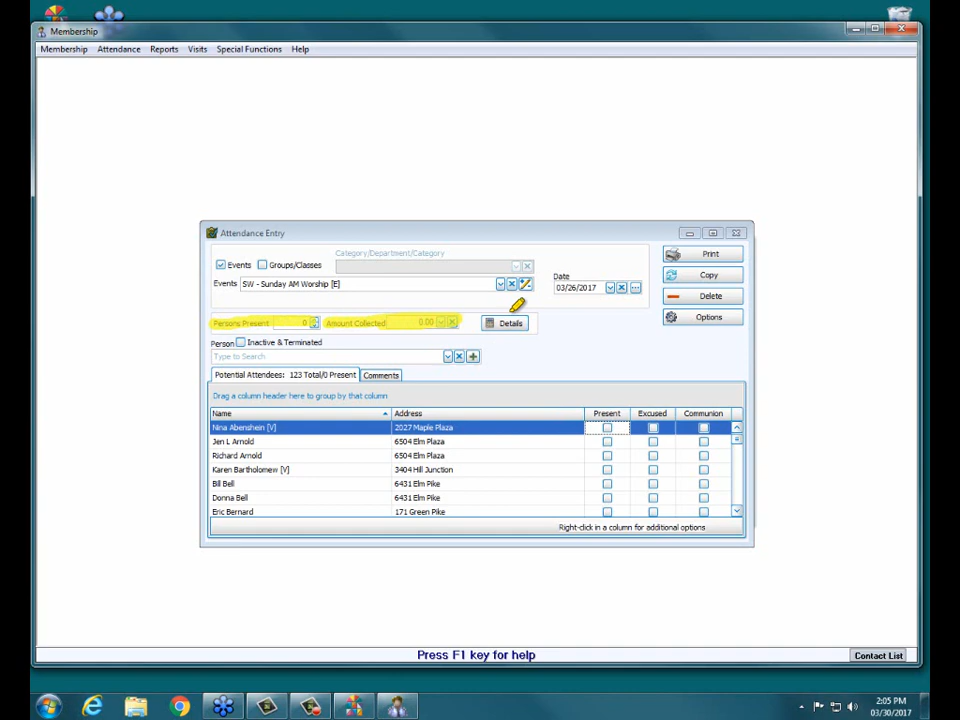 Membership
Membership Attendance Reports Visits Special Functions Help
Attendance Entry
Category/Department/Category
Events Groups/Classes
Events SW - Sunday AM Worship [E]
Date
03/26/2017
Print
Copy
Delete
Options
Persons Present 0 Amount Collected 0.00 Details
Person Inactive & Terminated
Type to Search
Potential Attendees: 123 Total/0 Present Comments
Drag a column header here to group by that column
Name Address Present Excused Communion
Nina Abenshein [V] 2027 Maple Plaza
Jen L Arnold 6504 Elm Plaza
Richard Arnold 6504 Elm Plaza
Karen Bartholomew [V] 3404 Hill Junction
Bill Bell 6431 Elm Pike
Donna Bell 6431 Elm Pike
Eric Bernard 171 Green Pike
Right-click in a column for additional options
Press F1 key for help
Contact List
2:05 PM
03/30/2017